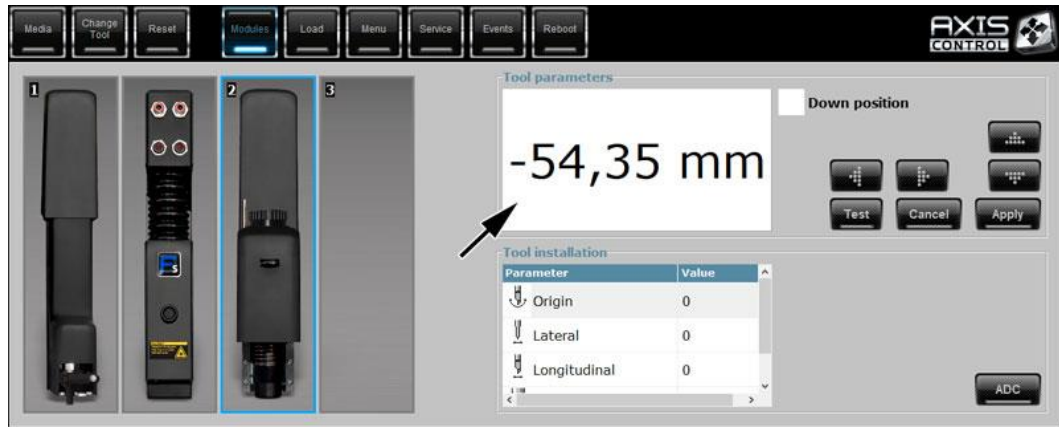 Media
Change
Tool
Reset
Modules
Load
Menu
Service
Events
Reboot
AXIS
CONTROL
1
2
3
S
Tool parameters
-54,35 mm
Down position
Test
Cancel
Apply
Tool installation
Parameter Value
Origin 0
Lateral 0
Longitudinal 0
ADC